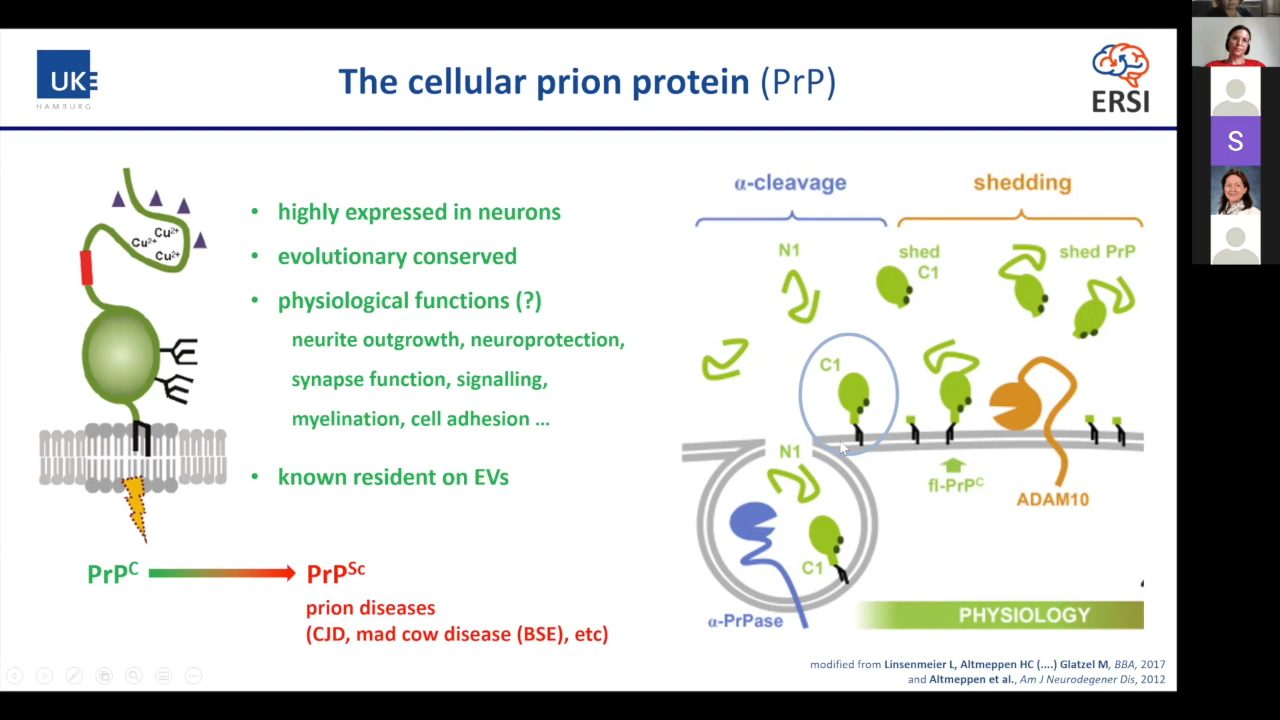 UKE
HAMBURG
The cellular prion protein (PrP)
ERSI
S
Cu²⁺
Cu²⁺
Cu²⁺
• highly expressed in neurons
• evolutionary conserved
• physiological functions (?)
neurite outgrowth, neuroprotection,
synapse function, signalling,
myelination, cell adhesion ...
• known resident on EVs
PrPᶜ
PrPˢᶜ
prion diseases
(CJD, mad cow disease (BSE), etc)
α-cleavage
shedding
N1
shed
C1
shed PrP
C1
N1
fl-PrPᶜ
ADAM10
C1
α-PrPase
PHYSIOLOGY
modified from Linsenmeier L, Altmeppen HC (....) Glatzel M, BBA, 2017
and Altmeppen et al., Am J Neurodegener Dis, 2012